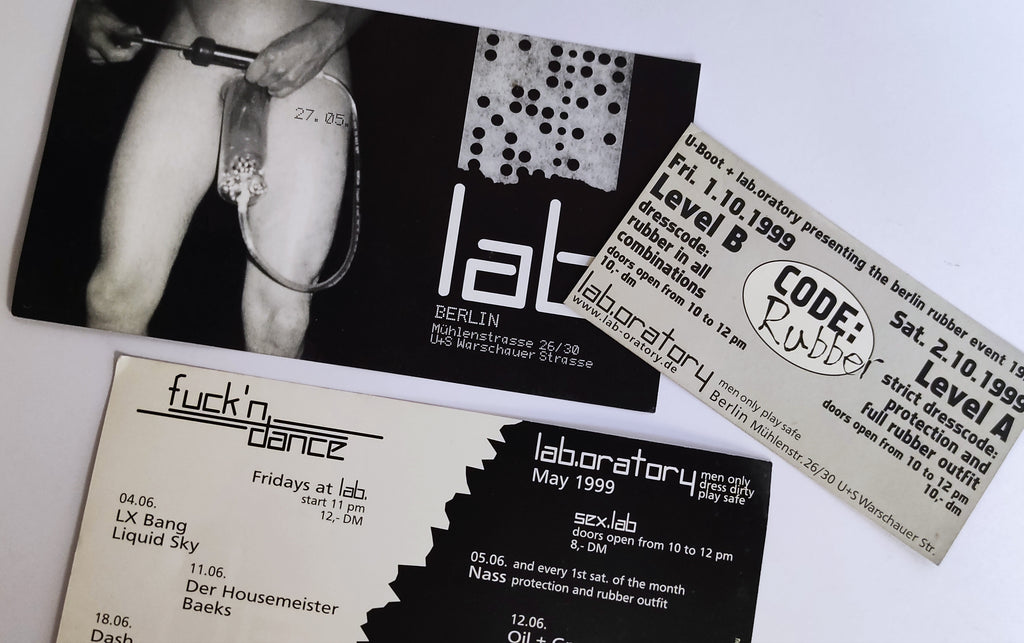 27.05.
lab
BERLIN
Mühlenstrasse 26/30
U+S Warschauer Strasse
U-Boot + lab.oratory presenting the berlin rubber event
Fri. 1.10.1999
Level B
dresscode:
rubber in all
combinations
doors open from 10 to 12 pm
10,- dm
CODE:
Rubber
Sat. 2.10.1999
Level A
strict dresscode:
protection and
full rubber outfit
doors open from 10 to 12 pm
10,- dm
lab.oratory men only play safe
www.lab-oratory.de Berlin Mühlenstr. 26/30 U+S Warschauer Str.
fuck'n.
dance
Fridays at lab.
start 11 pm
12,- DM
04.06.
LX Bang
Liquid Sky
11.06.
Der Housemeister
Baeks
18.06.
Dash
lab.oratory men only
dress dirty
play safe
May 1999
sex.lab
doors open from 10 to 12 pm
8,- DM
05.06. and every 1st sat. of the month
Nass protection and rubber outfit
12.06.
Oil +